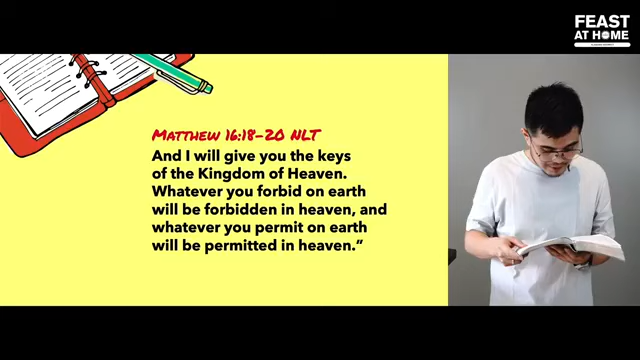 FEAST
AT HOME
MATTHEW 16:18-20 NLT
And I will give you the keys
of the Kingdom of Heaven.
Whatever you forbid on earth
will be forbidden in heaven, and
whatever you permit on earth
will be permitted in heaven.”